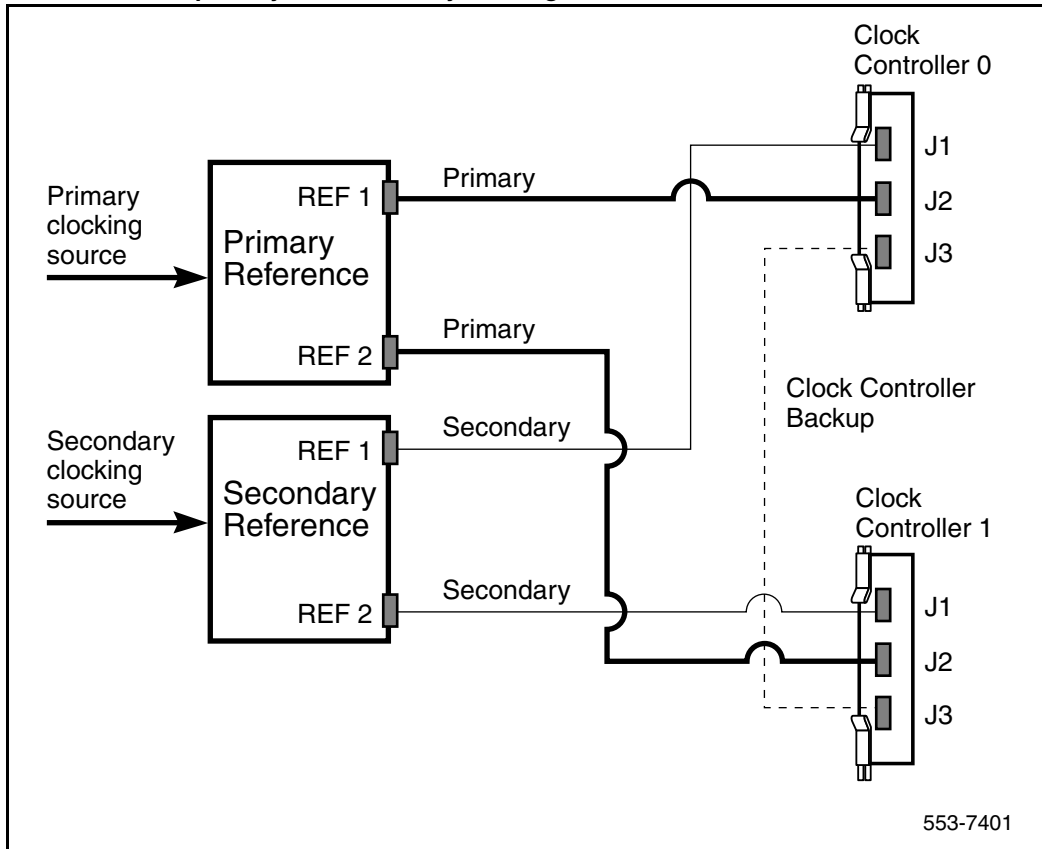 Clock
Controller 0
J1
J2
J3
Primary
clocking
source
REF 1
Primary
Reference
REF 2
Primary
Primary
Clock Controller
Backup
Secondary
clocking
source
REF 1
Secondary
Reference
REF 2
Secondary
Secondary
Clock
Controller 1
J1
J2
J3
553-7401